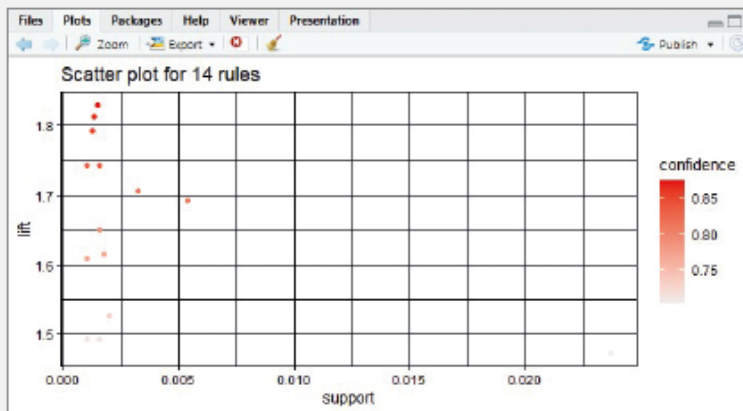 Files Plots Packages Help Viewer Presentation
Zoom Export Publish
Scatter plot for 14 rules
1.8
1.7
1.6
1.5
lift
0.000 0.005 0.010 0.015 0.020
support
confidence
0.85
0.80
0.75